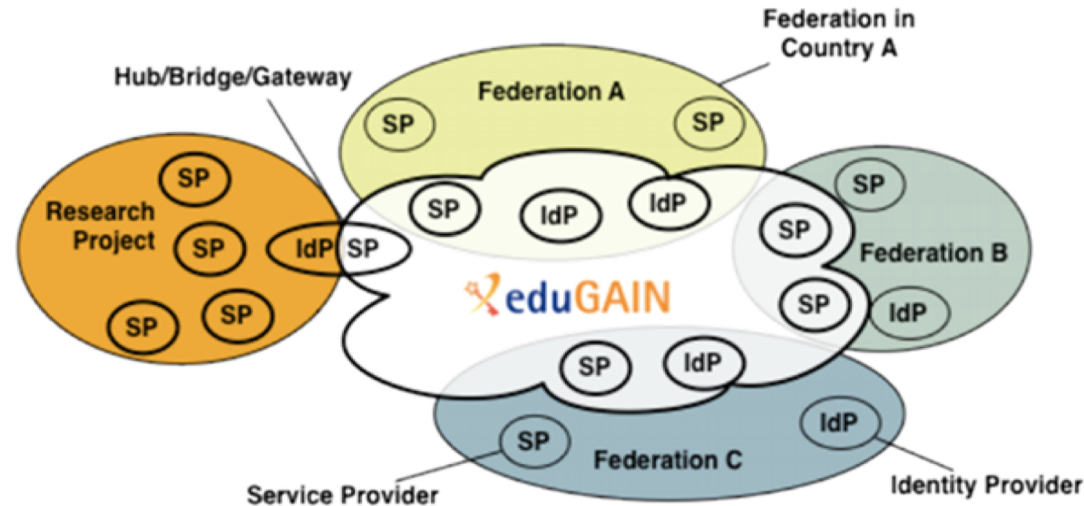 Federation in
Country A
Hub/Bridge/Gateway
Federation A
SP
SP
SP
Research
Project
SP
IdP
SP
SP
SP
SP
IdP
IdP
eduGAIN
SP
SP
SP
Federation B
IdP
SP
IdP
SP
IdP
Federation C
Service Provider
Identity Provider